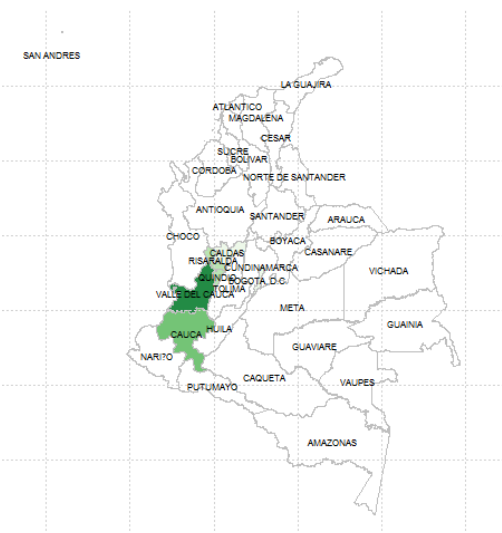 SAN ANDRES
LA GUAJIRA
ATLANTICO
MAGDALENA
CESAR
SUCRE
BOLIVAR
CORDOBA
NORTE DE SANTANDER
ANTIOQUIA
SANTANDER
ARAUCA
CHOCO
BOYACA
CALDAS
CASANARE
RISARALDA
CUNDINAMARCA
VICHADA
QUINDIO
BOGOTA_D.C
TOLIMA
VALLE DEL CAUCA
META
GUAINIA
CAUCA
HUILA
GUAVIARE
NARI?O
CAQUETA
VAUPES
PUTUMAYO
AMAZONAS